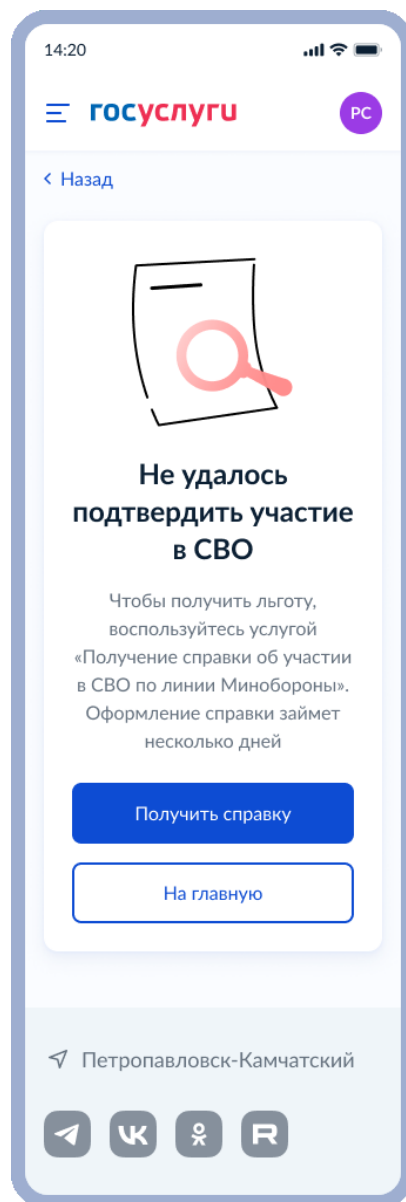 14:20
госуслуги
РС
Назад
Не удалось
подтвердить участие
в СВО
Чтобы получить льготу,
воспользуйтесь услугой
«Получение справки об участии
в СВО по линии Минобороны».
Оформление справки займет
несколько дней
Получить справку
На главную
Петропавловск-Камчатский